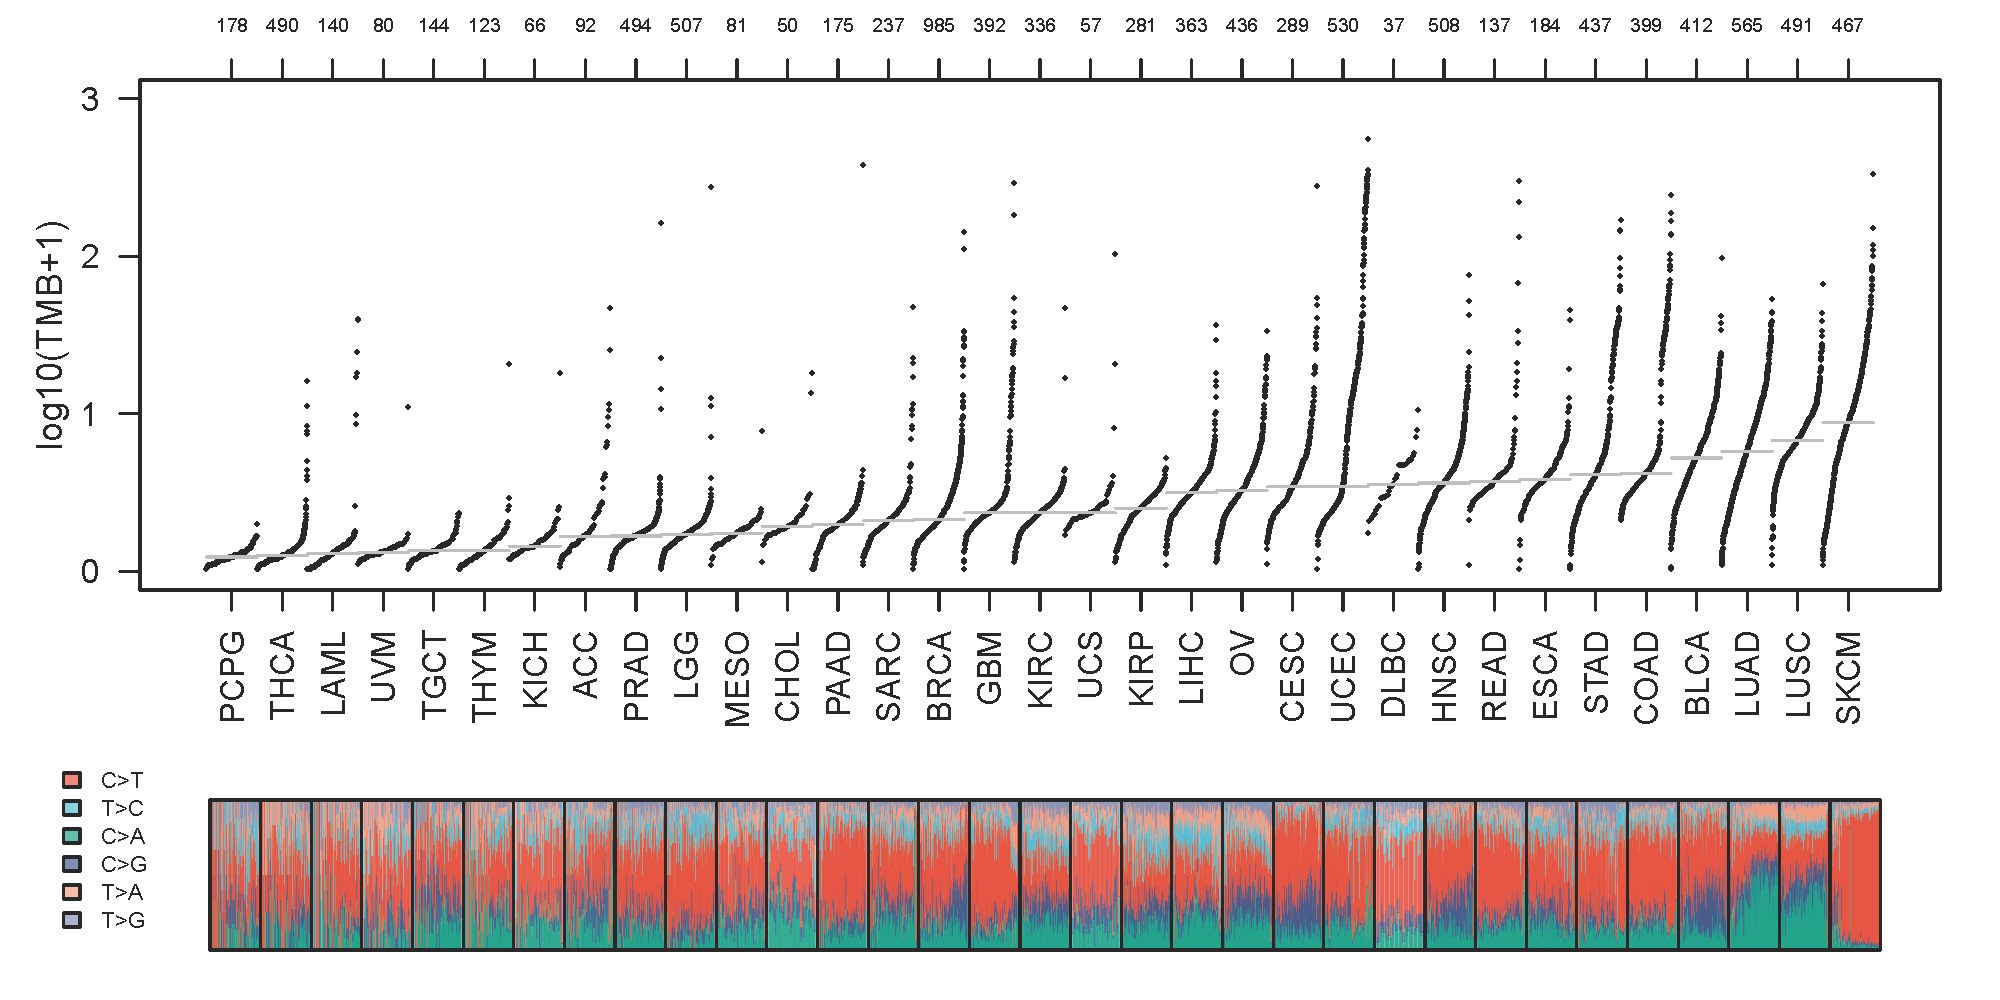 178 490 140 80 144 123 66 92 494 507 81 50 175 237 985 392 336 57 281 363 436 289 530 37 508 137 184 437 399 412 565 491 467
3
2
1
0
log10(TMB+1)
PCPG THCA LAML UVM TGCT THYM KICH ACC PRAD LGG MESO CHOL PAAD SARC BRCA GBM KIRC UCS KIRP LIHC OV CESC UCEC DLBC HNSC READ ESCA STAD COAD BLCA LUAD LUSC SKCM
C>T
T>C
C>A
C>G
T>A
T>G